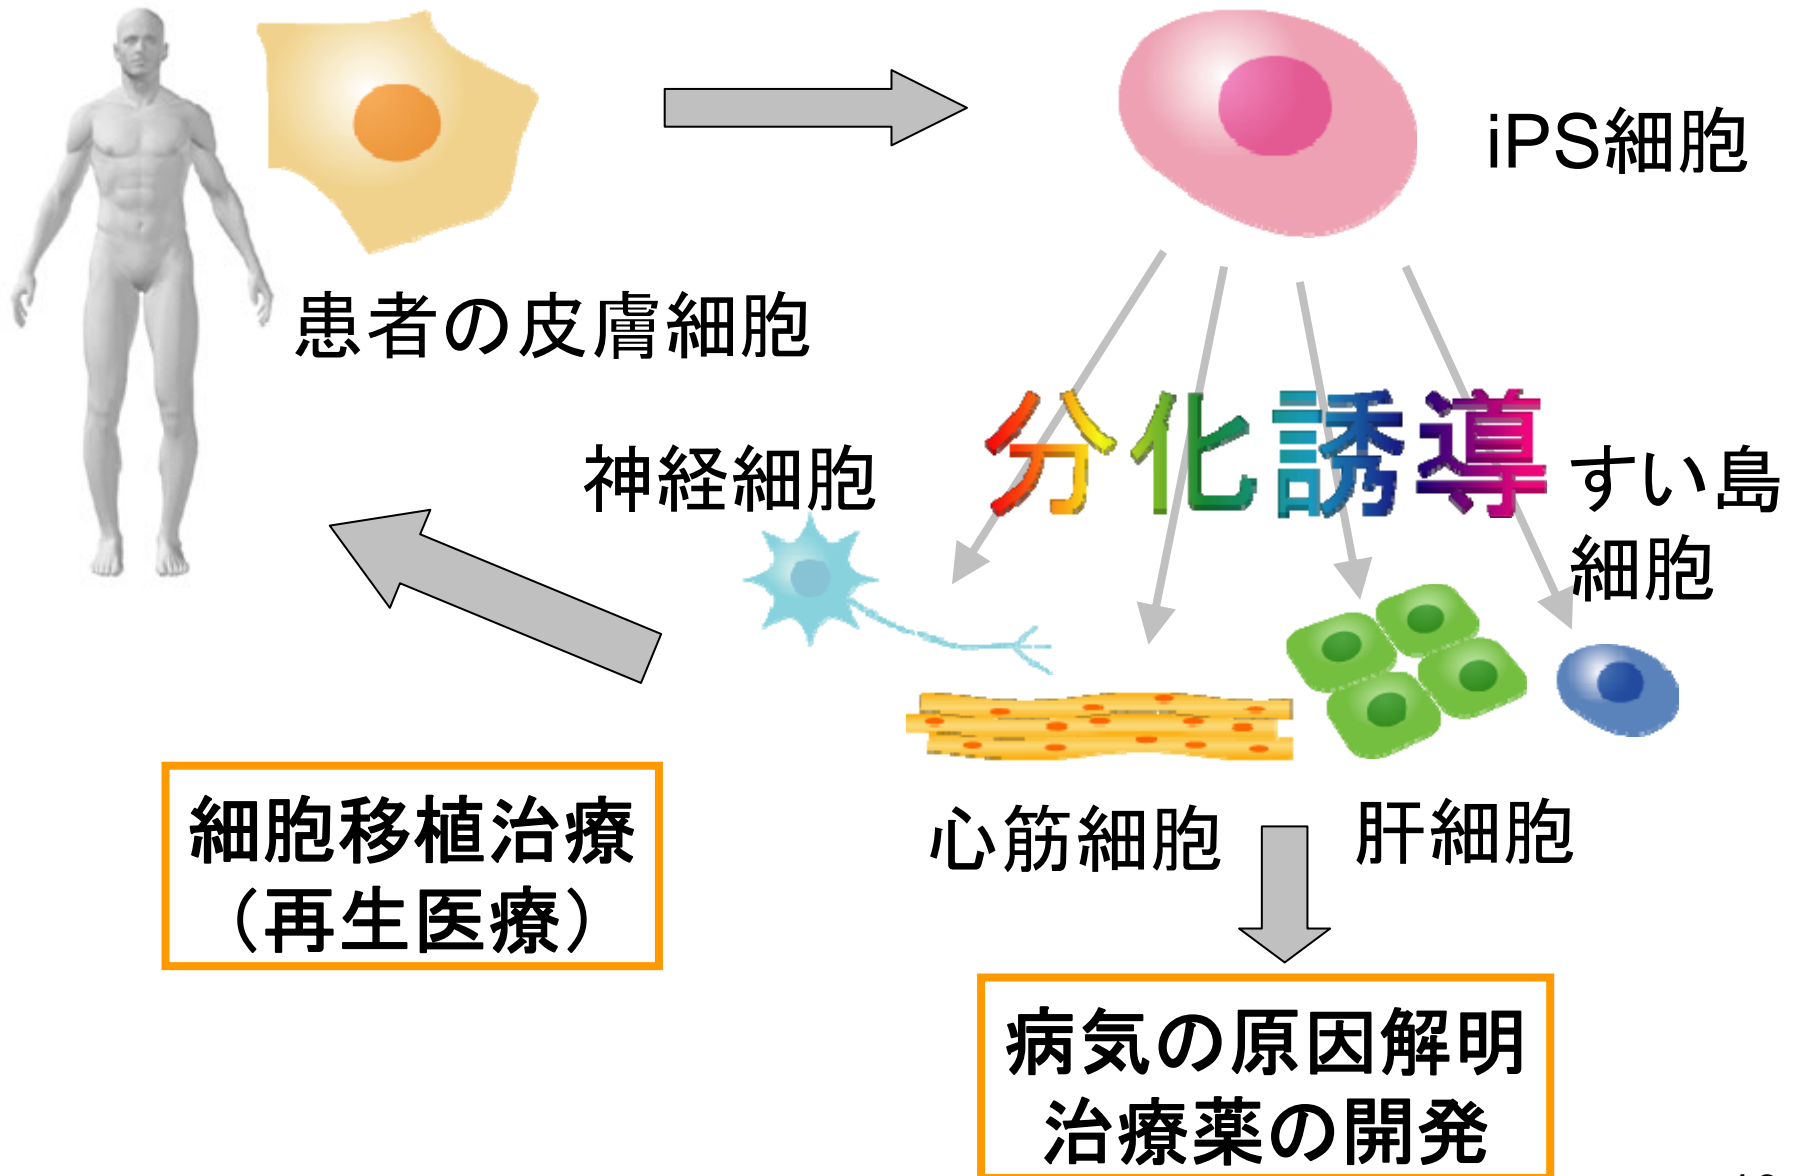 iPS細胞
患者の皮膚細胞
分化誘導
神経細胞
すい島
細胞
心筋細胞
肝細胞
細胞移植治療
（再生医療）
病気の原因解明
治療薬の開発